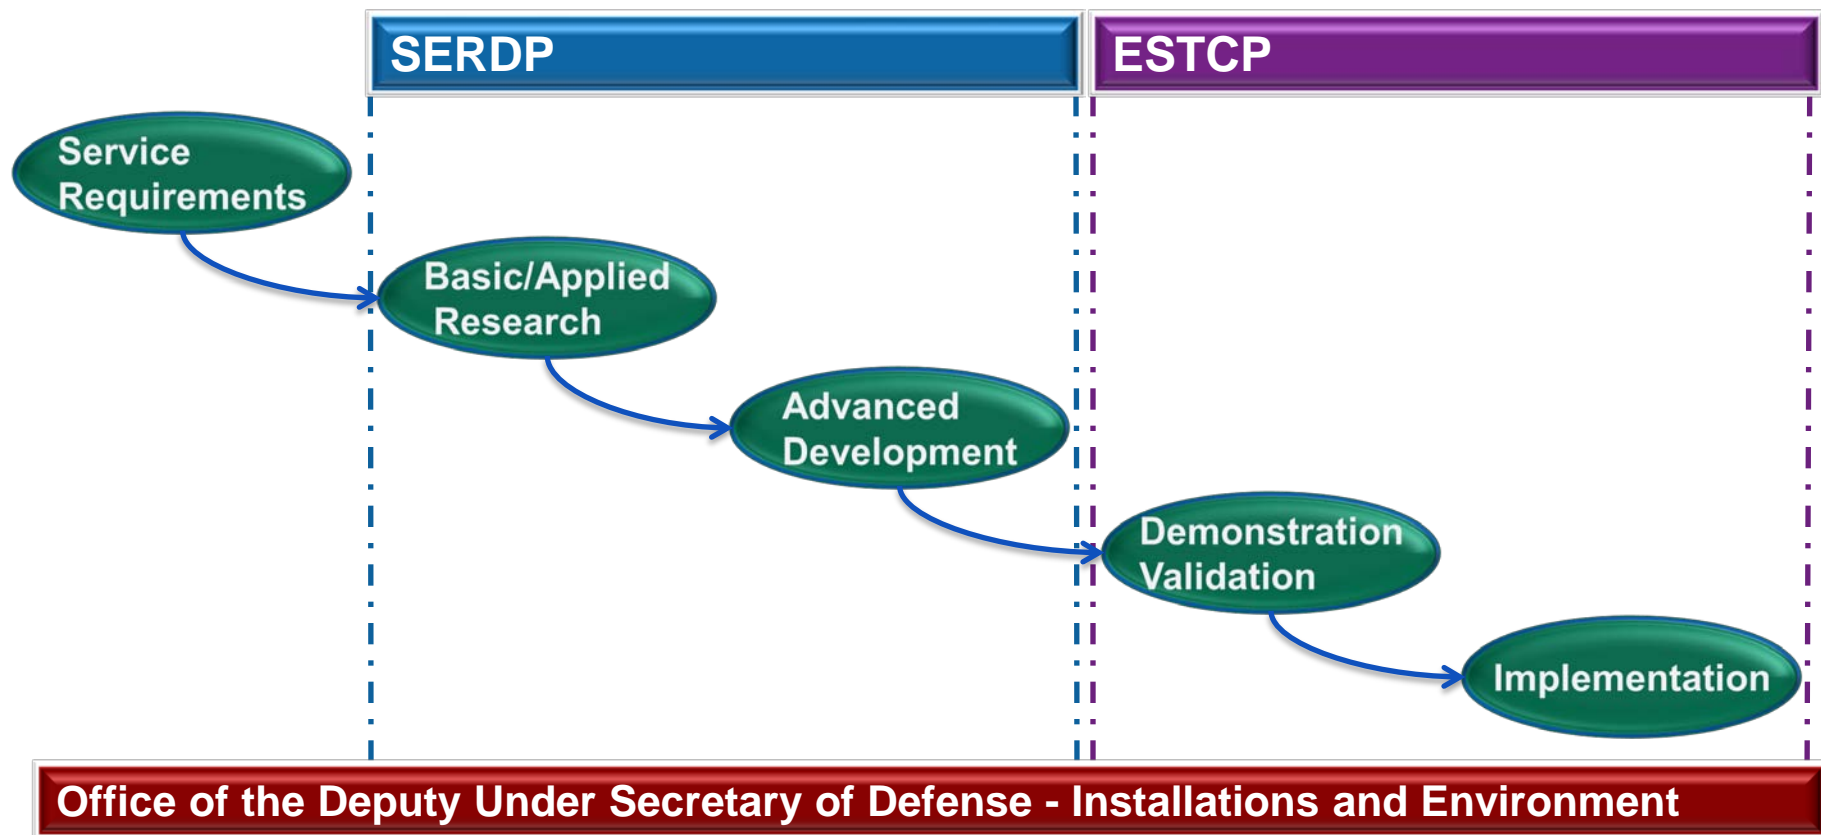 SERDP
ESTCP
Service
Requirements
Basic/Applied
Research
Advanced
Development
Demonstration
Validation
Implementation
Office of the Deputy Under Secretary of Defense - Installations and Environment